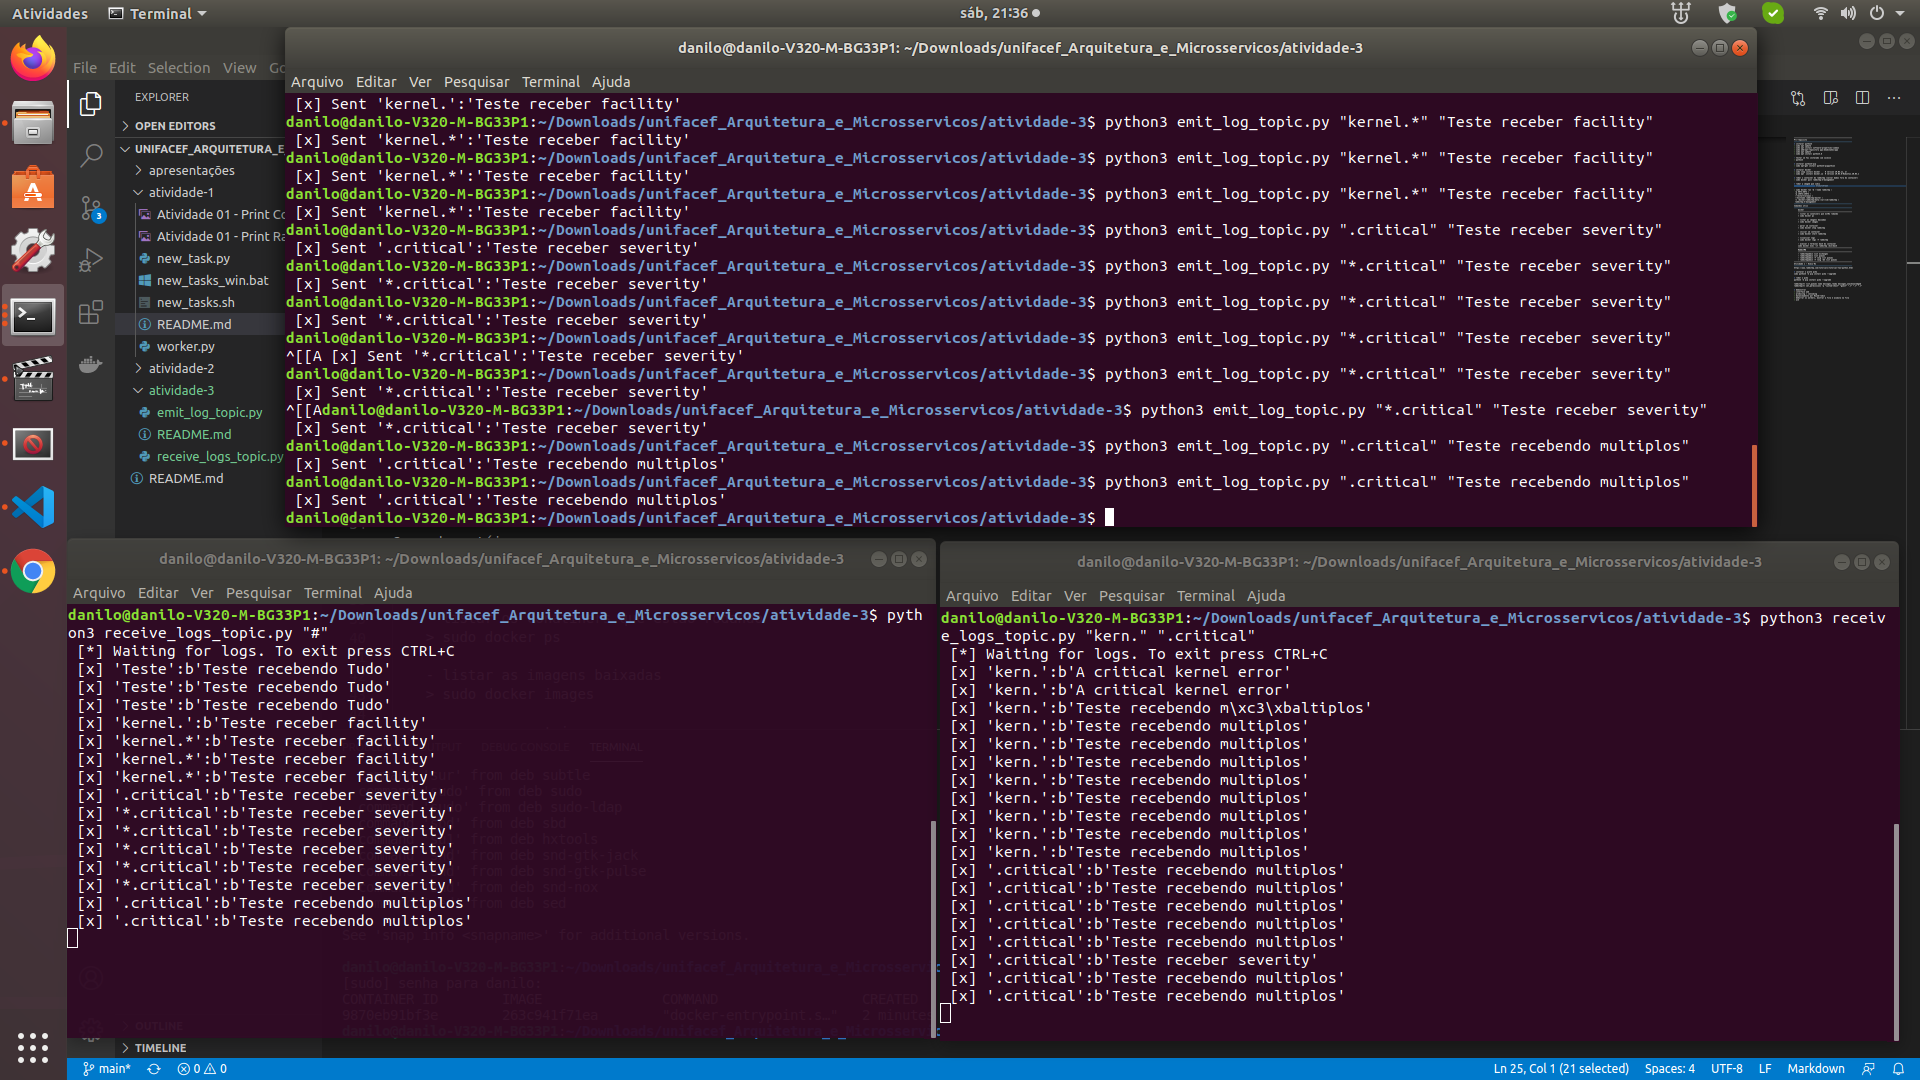 Atividades Terminal sáb, 21:36
File Edit Selection View Go
danilo@danilo-V320-M-BG33P1: ~/Downloads/unifacef_Arquitetura_e_Microsservicos/atividade-3
Arquivo Editar Ver Pesquisar Terminal Ajuda
[x] Sent 'kernel.':'Teste receber facility'
danilo@danilo-V320-M-BG33P1:~/Downloads/unifacef_Arquitetura_e_Microsservicos/atividade-3$ python3 emit_log_topic.py "kernel.*" "Teste receber facility"
[x] Sent 'kernel.*':'Teste receber facility'
danilo@danilo-V320-M-BG33P1:~/Downloads/unifacef_Arquitetura_e_Microsservicos/atividade-3$ python3 emit_log_topic.py "kernel.*" "Teste receber facility"
[x] Sent 'kernel.*':'Teste receber facility'
danilo@danilo-V320-M-BG33P1:~/Downloads/unifacef_Arquitetura_e_Microsservicos/atividade-3$ python3 emit_log_topic.py "kernel.*" "Teste receber facility"
[x] Sent 'kernel.*':'Teste receber facility'
danilo@danilo-V320-M-BG33P1:~/Downloads/unifacef_Arquitetura_e_Microsservicos/atividade-3$ python3 emit_log_topic.py ".critical" "Teste receber severity"
[x] Sent '.critical':'Teste receber severity'
danilo@danilo-V320-M-BG33P1:~/Downloads/unifacef_Arquitetura_e_Microsservicos/atividade-3$ python3 emit_log_topic.py "*.critical" "Teste receber severity"
[x] Sent '*.critical':'Teste receber severity'
danilo@danilo-V320-M-BG33P1:~/Downloads/unifacef_Arquitetura_e_Microsservicos/atividade-3$ python3 emit_log_topic.py "*.critical" "Teste receber severity"
[x] Sent '*.critical':'Teste receber severity'
danilo@danilo-V320-M-BG33P1:~/Downloads/unifacef_Arquitetura_e_Microsservicos/atividade-3$ python3 emit_log_topic.py "*.critical" "Teste receber severity"
^[[A [x] Sent '*.critical':'Teste receber severity'
danilo@danilo-V320-M-BG33P1:~/Downloads/unifacef_Arquitetura_e_Microsservicos/atividade-3$ python3 emit_log_topic.py "*.critical" "Teste receber severity"
[x] Sent '*.critical':'Teste receber severity'
^[[Adanilo@danilo-V320-M-BG33P1:~/Downloads/unifacef_Arquitetura_e_Microsservicos/atividade-3$ python3 emit_log_topic.py "*.critical" "Teste receber severity"
[x] Sent '*.critical':'Teste receber severity'
danilo@danilo-V320-M-BG33P1:~/Downloads/unifacef_Arquitetura_e_Microsservicos/atividade-3$ python3 emit_log_topic.py ".critical" "Teste recebendo multiplos"
[x] Sent '.critical':'Teste recebendo multiplos'
danilo@danilo-V320-M-BG33P1:~/Downloads/unifacef_Arquitetura_e_Microsservicos/atividade-3$ python3 emit_log_topic.py ".critical" "Teste recebendo multiplos"
[x] Sent '.critical':'Teste recebendo multiplos'
danilo@danilo-V320-M-BG33P1:~/Downloads/unifacef_Arquitetura_e_Microsservicos/atividade-3$
EXPLORER
OPEN EDITORS
UNIFACEF_ARQUITETURA_E
apresentações
atividade-1
Atividade 01 - Print Co
Atividade 01 - Print Ra
new_task.py
new_tasks_win.bat
new_tasks.sh
README.md
worker.py
atividade-2
atividade-3
emit_log_topic.py
README.md
receive_logs_topic.py
README.md
3
danilo@danilo-V320-M-BG33P1: ~/Downloads/unifacef_Arquitetura_e_Microsservicos/atividade-3
Arquivo Editar Ver Pesquisar Terminal Ajuda
danilo@danilo-V320-M-BG33P1:~/Downloads/unifacef_Arquitetura_e_Microsservicos/atividade-3$ pyth
on3 receive_logs_topic.py "#"
[*] Waiting for logs. To exit press CTRL+C
[x] 'Teste':b'Teste recebendo Tudo'
[x] 'Teste':b'Teste recebendo Tudo'
[x] 'Teste':b'Teste recebendo Tudo'
[x] 'kernel.':b'Teste receber facility'
[x] 'kernel.*':b'Teste receber facility'
[x] 'kernel.*':b'Teste receber facility'
[x] 'kernel.*':b'Teste receber facility'
[x] '.critical':b'Teste receber severity'
[x] '*.critical':b'Teste receber severity'
[x] '*.critical':b'Teste receber severity'
[x] '*.critical':b'Teste receber severity'
[x] '*.critical':b'Teste receber severity'
[x] '*.critical':b'Teste receber severity'
[x] '.critical':b'Teste recebendo multiplos'
[x] '.critical':b'Teste recebendo multiplos'
> sudo docker ps
- listar as imagens baixadas
> sudo docker images
TERMINAL
danilo@danilo-V320-M-BG33P1: ~/Downloads/unifacef_Arquitetura_e_Microsservicos/atividade-3
Arquivo Editar Ver Pesquisar Terminal Ajuda
danilo@danilo-V320-M-BG33P1:~/Downloads/unifacef_Arquitetura_e_Microsservicos/atividade-3$ python3 receiv
e_logs_topic.py "kern." ".critical"
[*] Waiting for logs. To exit press CTRL+C
[x] 'kern.':b'A critical kernel error'
[x] 'kern.':b'A critical kernel error'
[x] 'kern.':b'Teste recebendo m\xc3\xbaltiplos'
[x] 'kern.':b'Teste recebendo multiplos'
[x] 'kern.':b'Teste recebendo multiplos'
[x] 'kern.':b'Teste recebendo multiplos'
[x] 'kern.':b'Teste recebendo multiplos'
[x] 'kern.':b'Teste recebendo multiplos'
[x] 'kern.':b'Teste recebendo multiplos'
[x] 'kern.':b'Teste recebendo multiplos'
[x] 'kern.':b'Teste recebendo multiplos'
[x] '.critical':b'Teste recebendo multiplos'
[x] '.critical':b'Teste recebendo multiplos'
[x] '.critical':b'Teste recebendo multiplos'
[x] '.critical':b'Teste recebendo multiplos'
[x] '.critical':b'Teste recebendo multiplos'
[x] '.critical':b'Teste receber severity'
[x] '.critical':b'Teste recebendo multiplos'
[x] '.critical':b'Teste recebendo multiplos'
OUTLINE
TIMELINE
main* 0 0 Ln 25, Col 1 (21 selected) Spaces: 4 UTF-8 LF Markdown